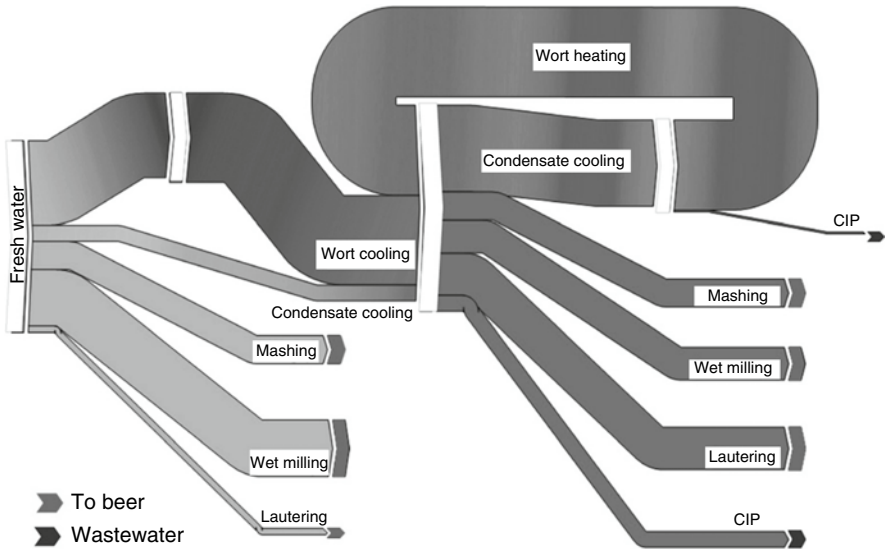 Wort heating
Condensate cooling
CIP
Fresh water
Wort cooling
Condensate cooling
Mashing
Mashing
Wet milling
Wet milling
Lautering
Lautering
CIP
To beer
Wastewater